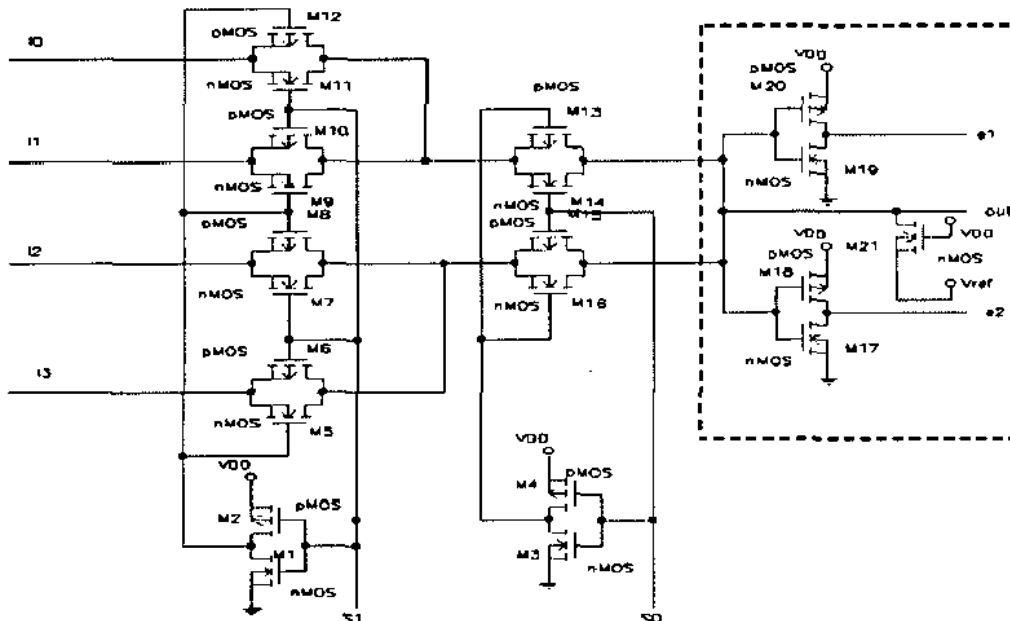 M12
pMOS
I0
nMOS
M11
pMOS
M10
I1
nMOS
M9
pMOS
M8
I2
nMOS
M7
pMOS
M6
I3
nMOS
M5
VDD
pMOS
M2
M1
nMOS
S1
pMOS
M13
nMOS
M14
M15
pMOS
nMOS
M16
VDD
pMOS
M4
M3
nMOS
S0
VDD
pMOS
M20
e1
M19
nMOS
out
VDD
VDD
M21
nMOS
pMOS
M18
Vref
e2
M17
nMOS